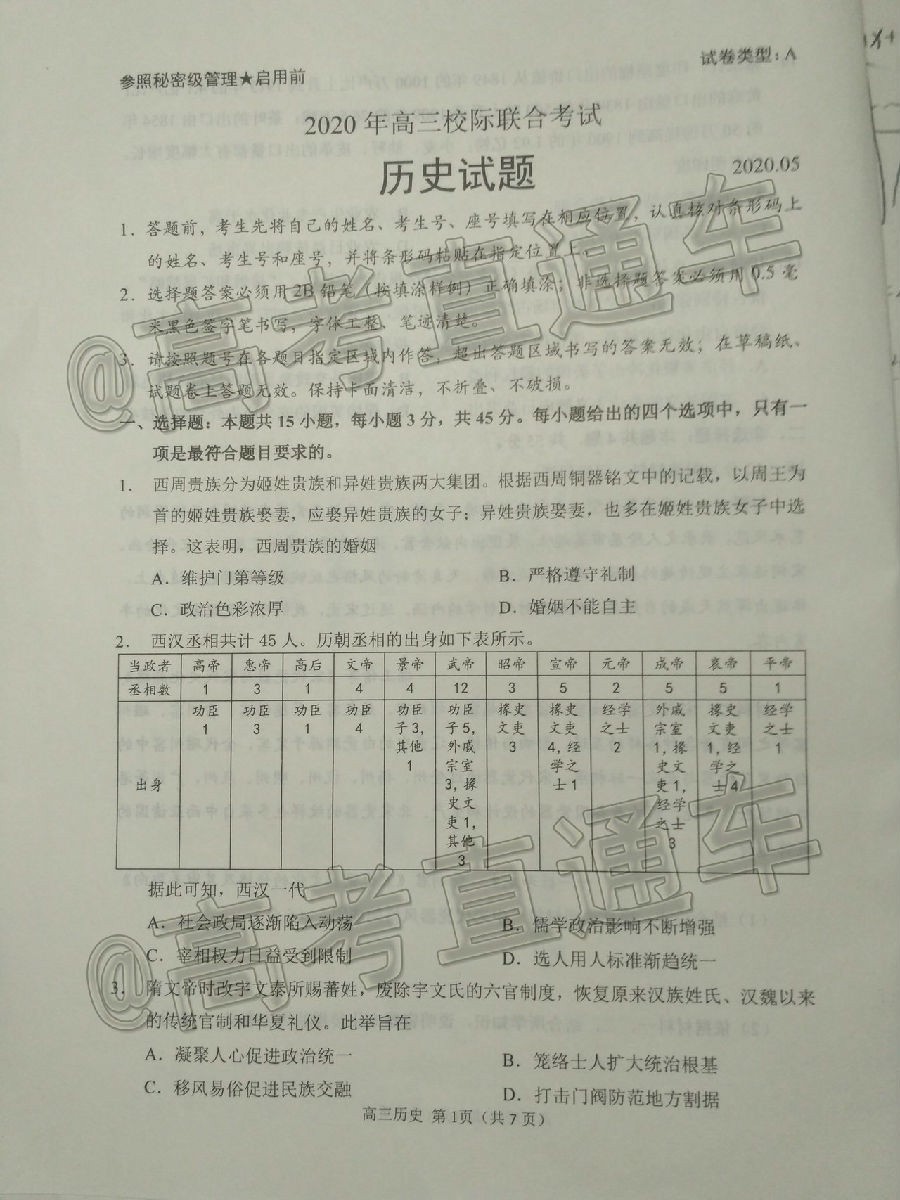 试卷类型：A
参照秘密级管理★启用前
2020 年高三校际联合考试
历史试题
2020.05
1. 答题前，考生先将自己的姓名、考生号、座号填写在相应位置，认真核对条形码上
的姓名、考生号和座号，并将条形码粘贴在指定位置上。
2. 选择题答案必须用 2B 铅笔（按填涂样例）正确填涂；非选择题答案必须用 0.5 毫
米黑色签字笔书写，字体工整、笔迹清楚。
3. 请按照题号在各题目指定区域内作答，超出答题区域书写的答案无效；在草稿纸、
试题卷上答题无效。保持卡面清洁，不折叠、不破损。
一、选择题：本题共 15 小题，每小题 3 分，共 45 分。每小题给出的四个选项中，只有一
项是最符合题目要求的。
1. 西周贵族分为姬姓贵族和异姓贵族两大集团。根据西周铜器铭文中的记载，以周王为
首的姬姓贵族娶妻，应娶异姓贵族的女子；异姓贵族娶妻，也多在姬姓贵族女子中选
择。这表明，西周贵族的婚姻
A．维护门第等级 B．严格遵守礼制
C．政治色彩浓厚 D．婚姻不能自主
2. 西汉丞相共计 45 人。历朝丞相的出身如下表所示。
当政者 高帝 惠帝 高后 文帝 景帝 武帝 昭帝 宣帝 元帝 成帝 哀帝 平帝
丞相数 1 3 1 4 4 12 3 5 2 5 5 1
出身 功臣1 功臣3 功臣1 功臣4 功臣子3，其他1 功臣子5，外戚宗室3，掾史文吏1，其他3 掾史文吏3 掾史文吏4，经学之士1 经学之士2 外戚宗室1，掾史文吏1，经学之士3 掾史文吏1，经学之士4 经学之士1
据此可知，西汉一代
A．社会政局逐渐陷入动荡 B．儒学政治影响不断增强
C．宰相权力日益受到限制 D．选人用人标准渐趋统一
3. 隋文帝时改宇文泰所赐蕃姓，废除宇文氏的六官制度，恢复原来汉族姓氏、汉魏以来
的传统官制和华夏礼仪。此举旨在
A．凝聚人心促进政治统一 B．笼络士人扩大统治根基
C．移风易俗促进民族交融 D．打击门阀防范地方割据
高三历史 第 1页（共 7 页）
@高考直通车
@高考直通车